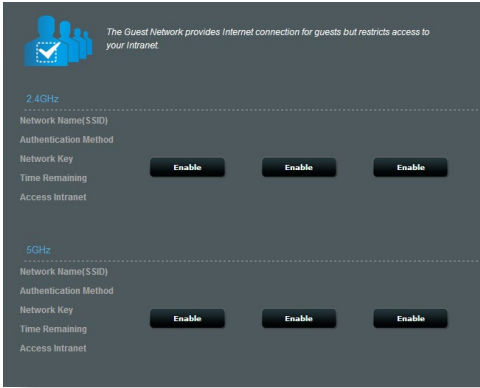 The Guest Network provides Internet connection for guests but restricts access to
your Intranet.
2.4GHz
Network Name(SSID)
Authentication Method
Network Key
Enable Enable Enable
Time Remaining
Access Intranet
5GHz
Network Name(SSID)
Authentication Method
Network Key
Enable Enable Enable
Time Remaining
Access Intranet